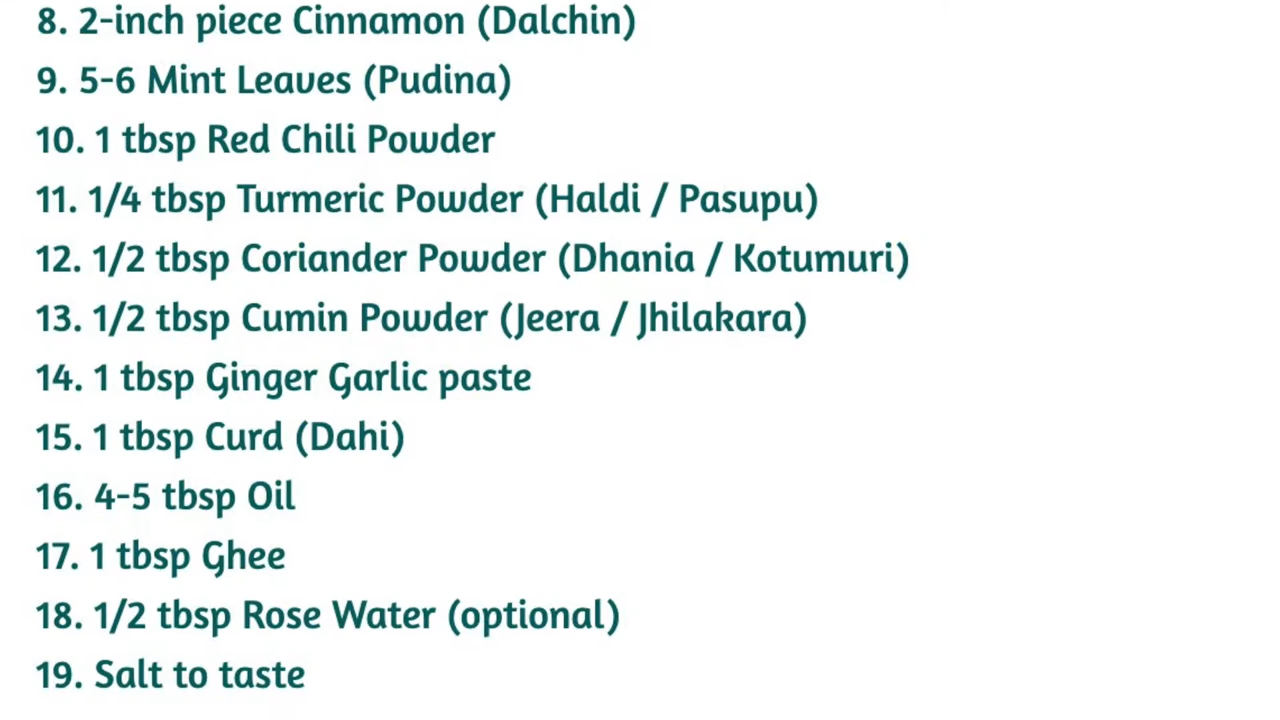 8. 2-inch piece Cinnamon (Dalchin)
9. 5-6 Mint Leaves (Pudina)
10. 1 tbsp Red Chili Powder
11. 1/4 tbsp Turmeric Powder (Haldi / Pasupu)
12. 1/2 tbsp Coriander Powder (Dhania / Kotumuri)
13. 1/2 tbsp Cumin Powder (Jeera / Jhilakara)
14. 1 tbsp Ginger Garlic paste
15. 1 tbsp Curd (Dahi)
16. 4-5 tbsp Oil
17. 1 tbsp Ghee
18. 1/2 tbsp Rose Water (optional)
19. Salt to taste